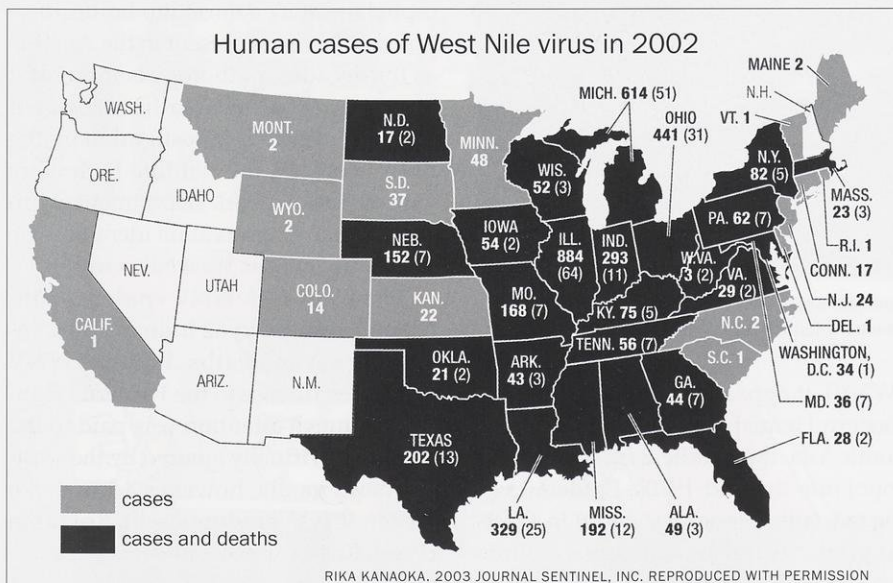 Human cases of West Nile virus in 2002
MAINE 2
N.H.
VT. 1
MICH. 614 (51)
OHIO
441 (31)
WASH.
MONT.
2
N.D.
17 (2)
MINN.
48
WIS.
52 (3)
N.Y.
82 (5)
MASS.
23 (3)
ORE.
IDAHO
WYO.
2
S.D.
37
IOWA
54 (2)
PA. 62 (7)
R.I. 1
CONN. 17
NEB.
152 (7)
ILL.
884
(64)
IND.
293
(11)
W.VA.
3 (2)
VA.
29 (2)
N.J. 24
DEL. 1
NEV.
UTAH
COLO.
14
KAN.
22
MO.
168 (7)
KY. 75 (5)
CALIF.
1
N.C. 2
WASHINGTON,
D.C. 34 (1)
TENN. 56 (7)
S.C. 1
ARIZ.
N.M.
OKLA.
21 (2)
ARK.
43 (3)
GA.
44 (7)
MD. 36 (7)
FLA. 28 (2)
TEXAS
202 (13)
LA.
329 (25)
MISS.
192 (12)
ALA.
49 (3)
cases
cases and deaths
RIKA KANAOKA. 2003 JOURNAL SENTINEL, INC. REPRODUCED WITH PERMISSION